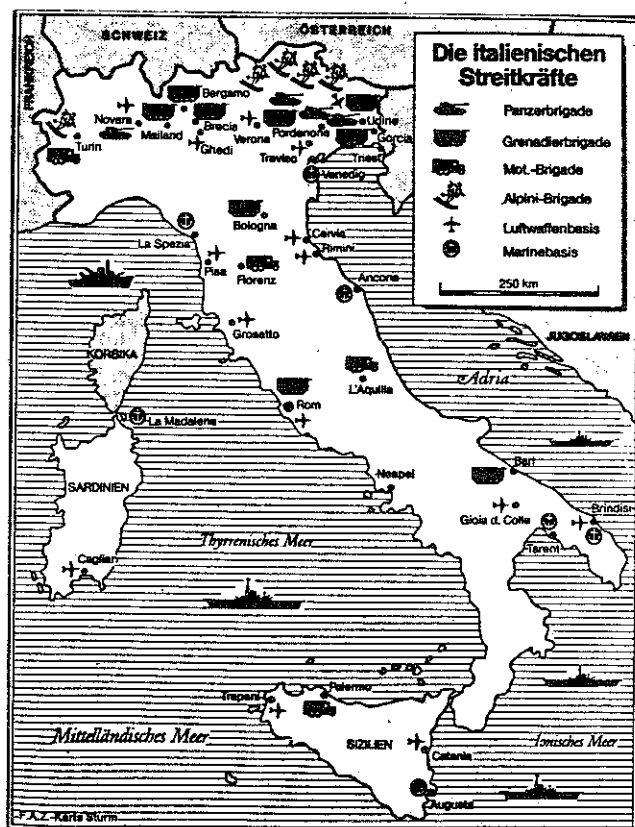 SCHWEIZ
ÖSTERREICH
FRANKREICH
Die italienischen
Streitkräfte
Panzerbrigade
Grenadierbrigade
Mot.-Brigade
Alpini-Brigade
Luftwaffenbasis
Marinebasis
250 km
Bergamo
Novara
Mailand
Brecia
Ghedi
Verona
Pordenone
Treviso
Udine
Gorcia
Triest
Turin
Venedig
Bologna
La Spezia
Cervia
Rimini
Pisa
Florenz
Ancona
Grosetto
JUGOSLAWIEN
KORSIKA
Adria
L'Aquilla
Rom
La Madalena
SARDINIEN
Neapel
Bari
Gioia d. Colle
Brindisi
Tarent
Thyrrenisches Meer
Cagliari
Trapani
Palermo
Mittelländisches Meer
SIZILIEN
Catania
Ionisches Meer
Augusta
F.A.Z.-Karte Sturm